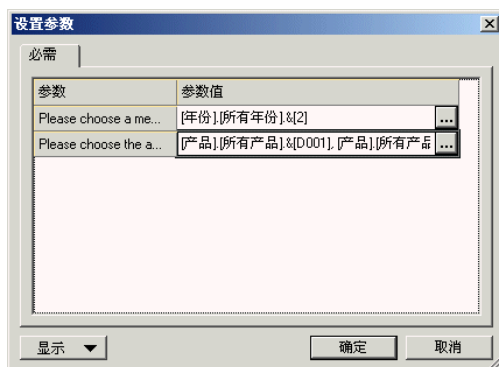 设置参数
必需
参数 参数值
Please choose a me... [年份].[所有年份].&[2] ...
Please choose the a... [产品].[所有产品].&[D001], [产品].[所有产品 ...
显示 确定 取消